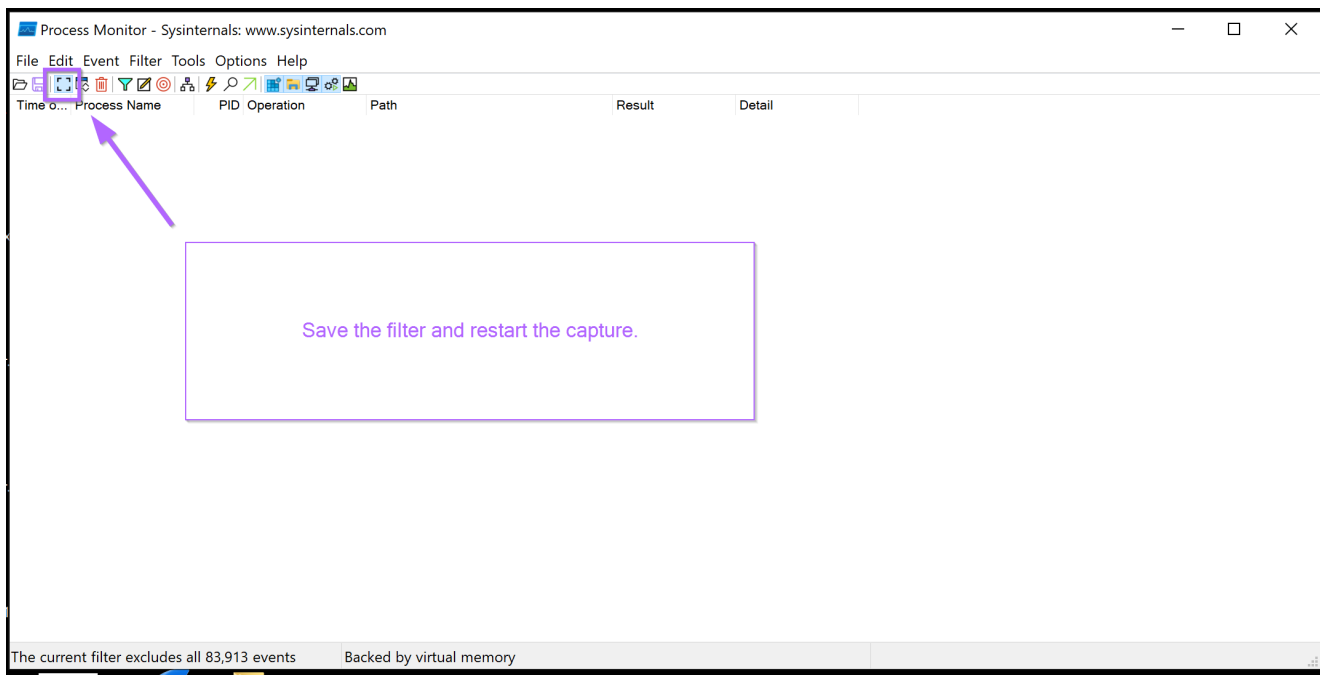 Process Monitor - Sysinternals: www.sysinternals.com
File Edit Event Filter Tools Options Help
Time o... Process Name PID Operation Path Result Detail
Save the filter and restart the capture.
The current filter excludes all 83,913 events Backed by virtual memory